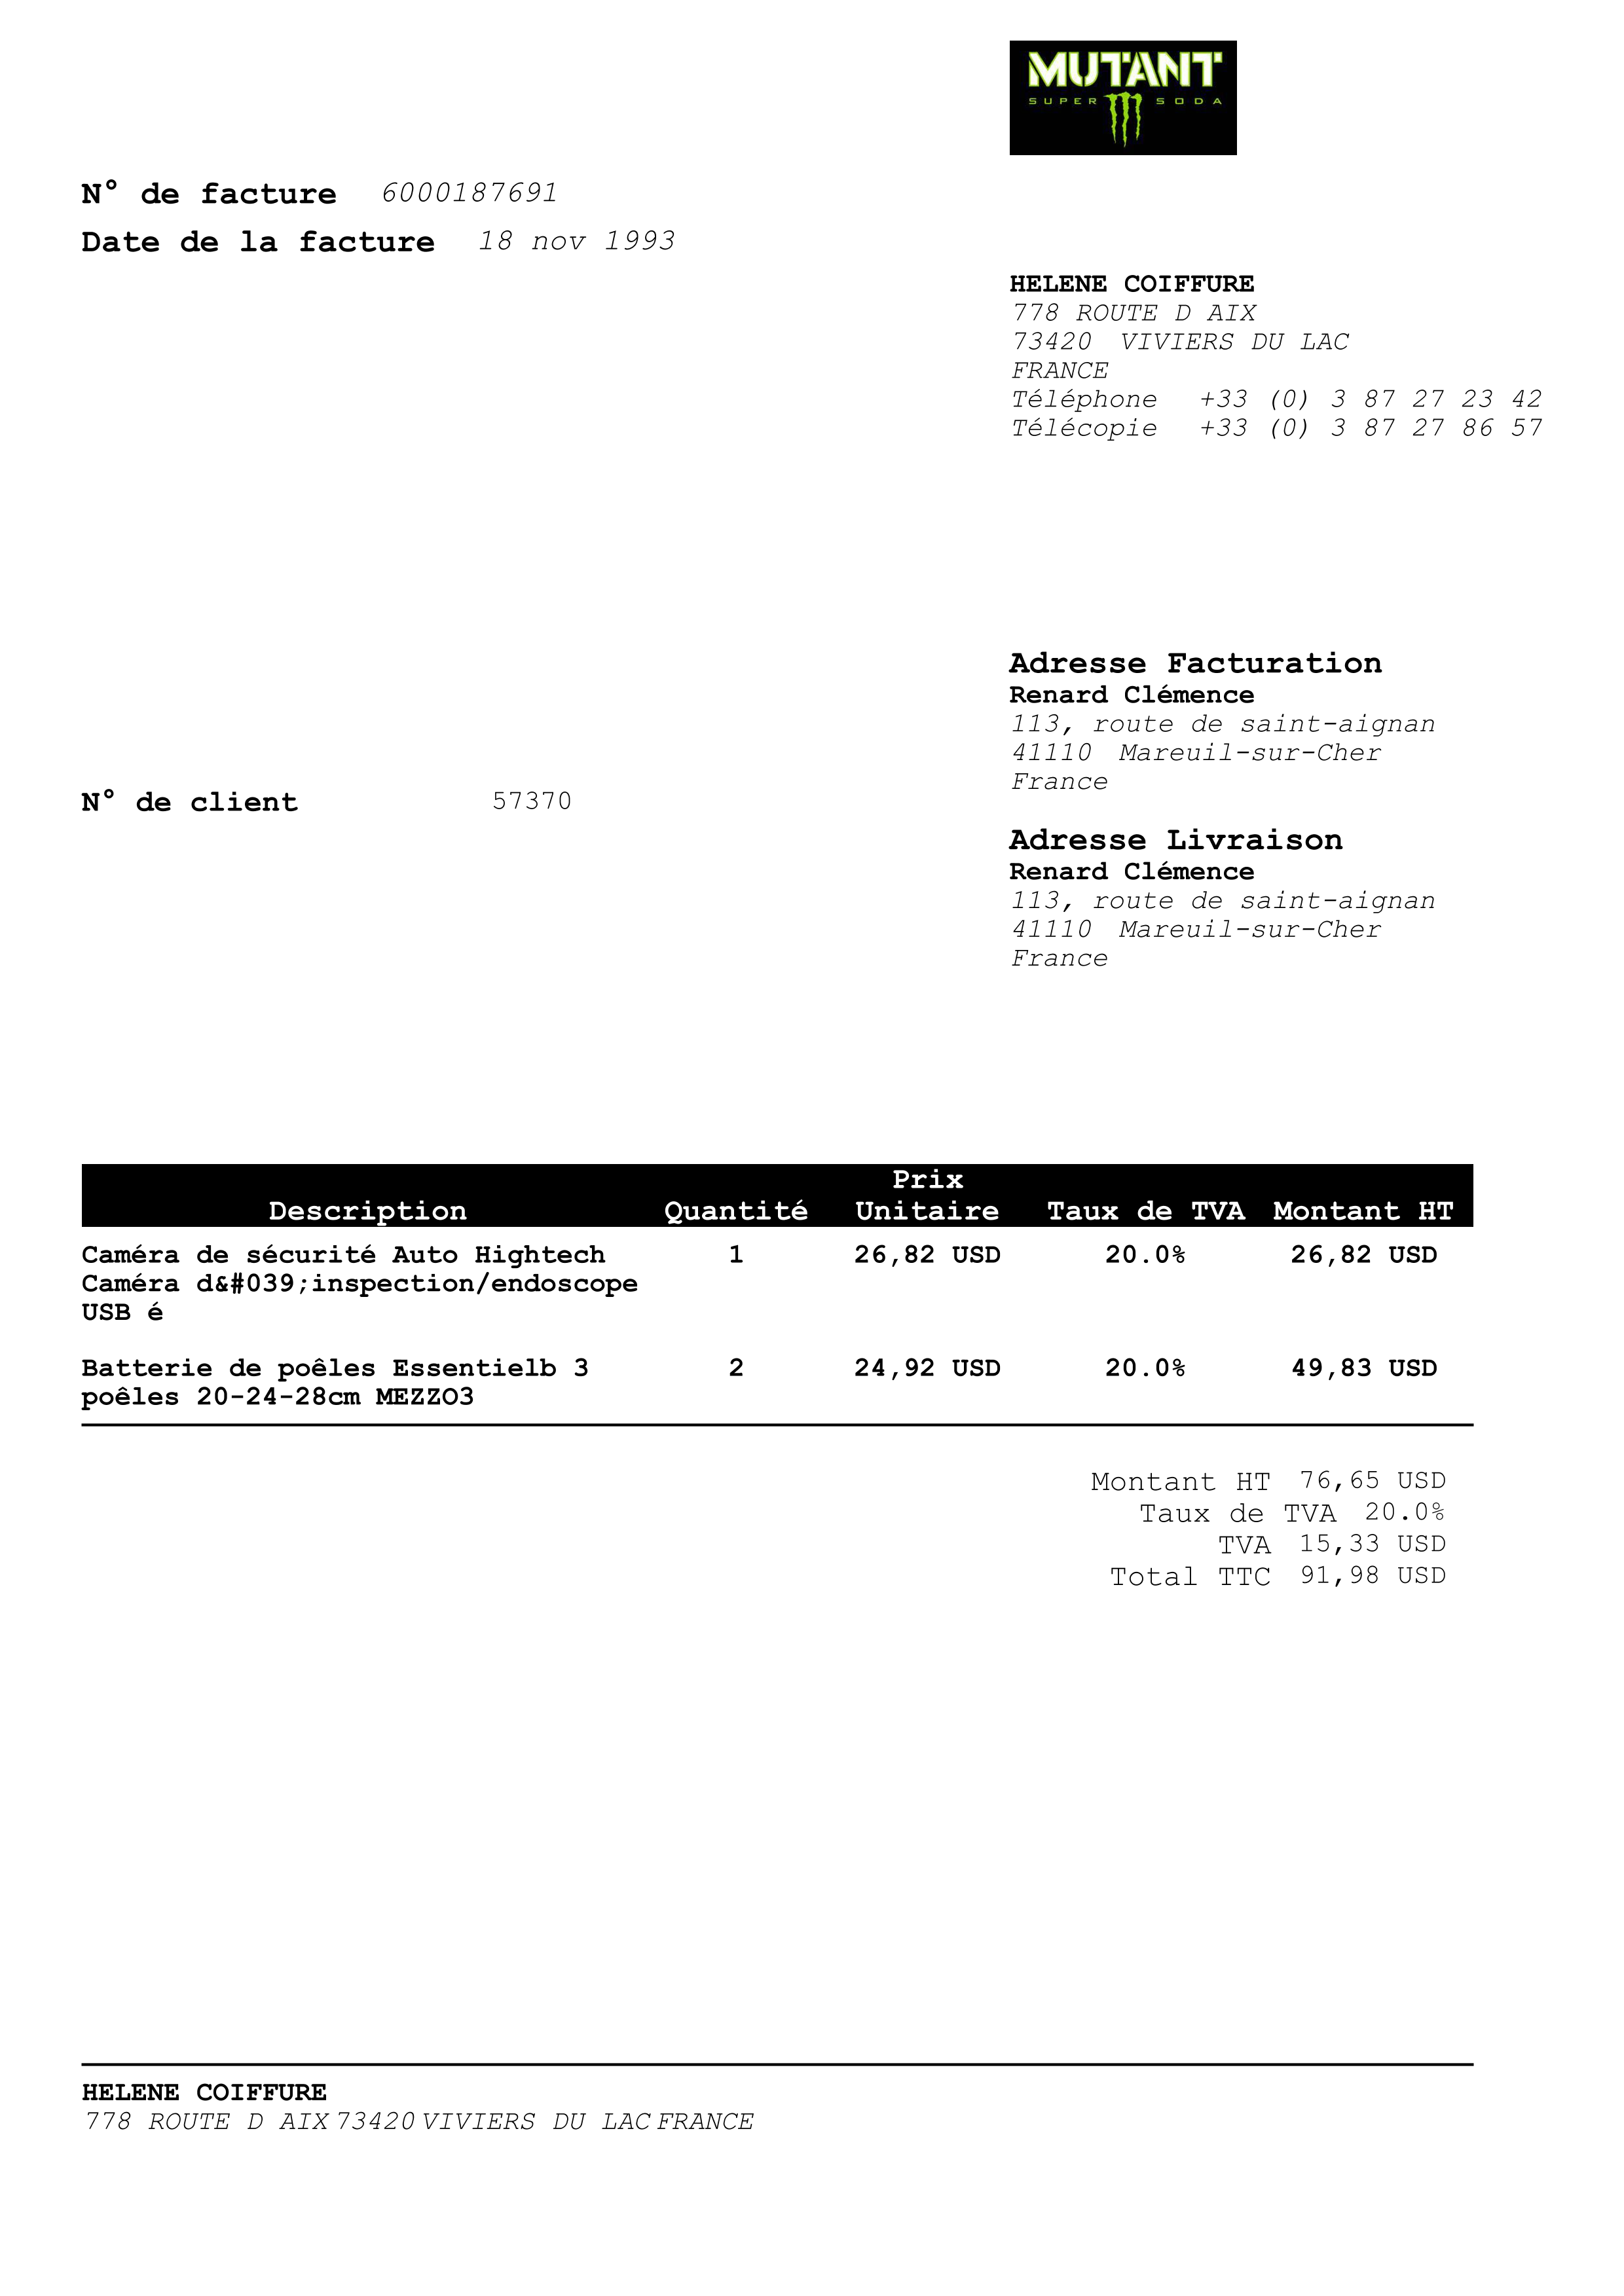 MUTANT
SUPER SODA
N° de facture 6000187691
Date de la facture 18 nov 1993
HELENE COIFFURE
778 ROUTE D AIX
73420 VIVIERS DU LAC
FRANCE
Téléphone +33 (0) 3 87 27 23 42
Télécopie +33 (0) 3 87 27 86 57
Adresse Facturation
Renard Clémence
113, route de saint-aignan
41110 Mareuil-sur-Cher
France
N° de client 57370
Adresse Livraison
Renard Clémence
113, route de saint-aignan
41110 Mareuil-sur-Cher
France
Prix
Description Quantité Unitaire Taux de TVA Montant HT
Caméra de sécurité Auto Hightech 1 26,82 USD 20.0% 26,82 USD
Caméra d&#039;inspection/endoscope
USB é
Batterie de poêles Essentielb 3 2 24,92 USD 20.0% 49,83 USD
poêles 20-24-28cm MEZZO3
Montant HT 76,65 USD
Taux de TVA 20.0%
TVA 15,33 USD
Total TTC 91,98 USD
HELENE COIFFURE
778 ROUTE D AIX 73420 VIVIERS DU LAC FRANCE